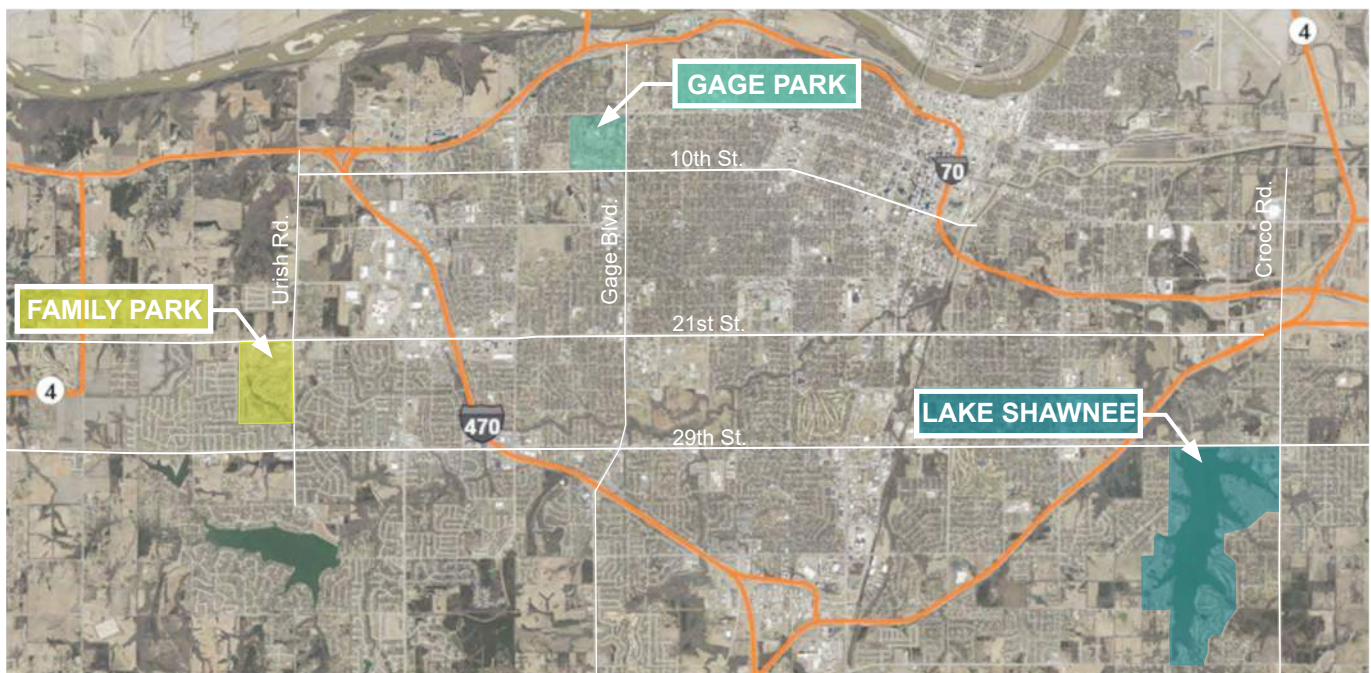 4
GAGE PARK
10th St.
70
Urish Rd.
Gage Blvd.
Croco Rd.
FAMILY PARK
21st St.
4
LAKE SHAWNEE
470
29th St.